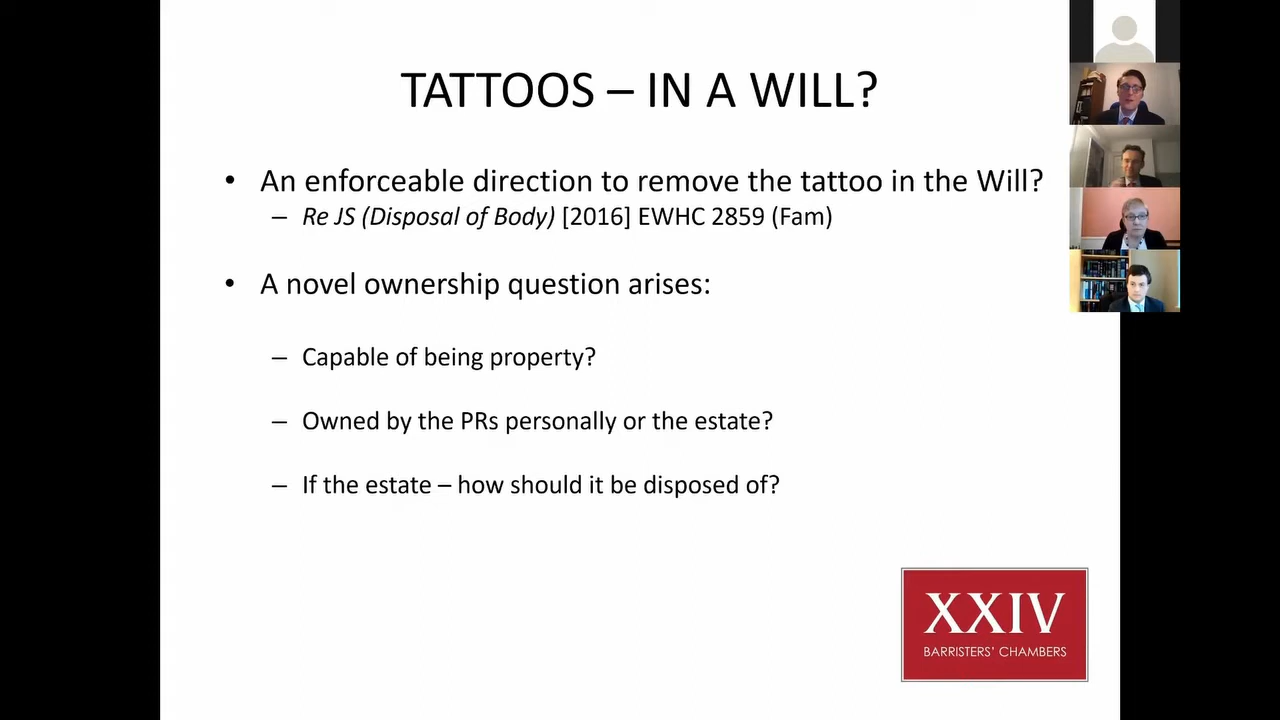 TATTOOS – IN A WILL?
• An enforceable direction to remove the tattoo in the Will?
– Re JS (Disposal of Body) [2016] EWHC 2859 (Fam)
• A novel ownership question arises:
– Capable of being property?
– Owned by the PRs personally or the estate?
– If the estate – how should it be disposed of?
XXIV
BARRISTERS' CHAMBERS